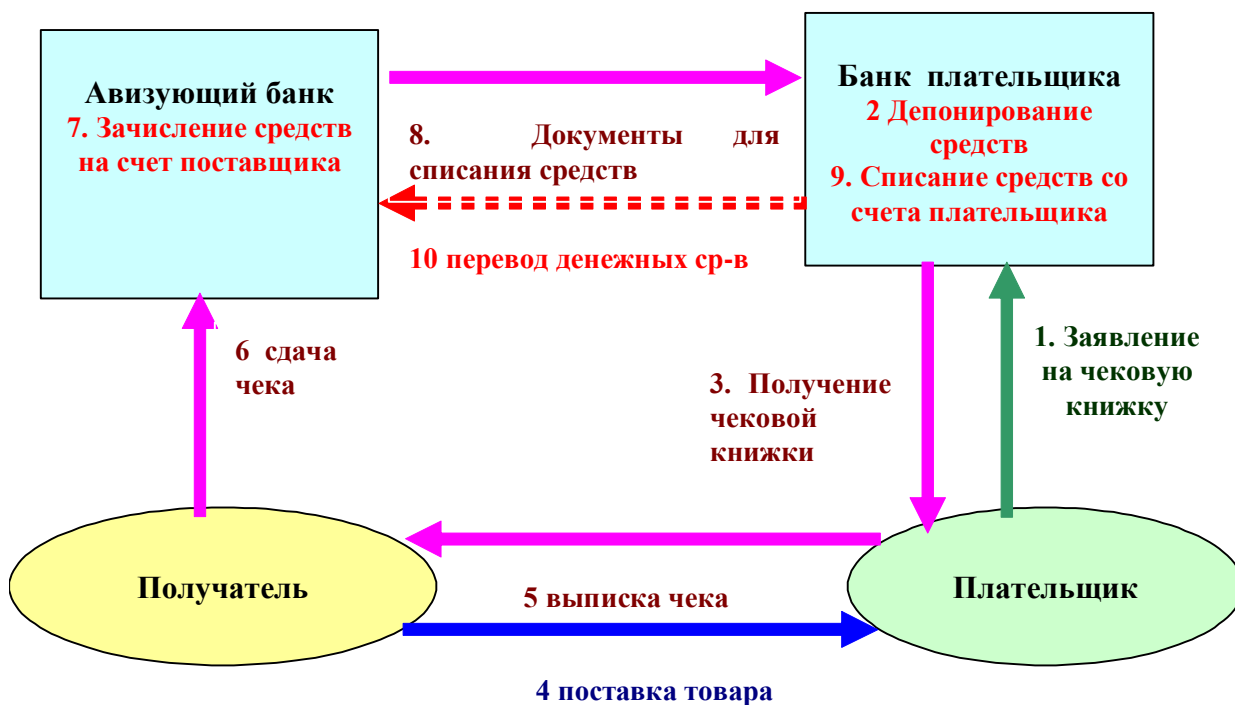 Авизующий банк
7. Зачисление средств
на счет поставщика
Банк плательщика
2 Депонирование
средств
9. Списание средств со
счета плательщика
8. Документы для
списания средств
10 перевод денежных ср-в
6 сдача
чека
3. Получение
чековой
книжки
1. Заявление
на чековую
книжку
Получатель
5 выписка чека
Плательщик
4 поставка товара